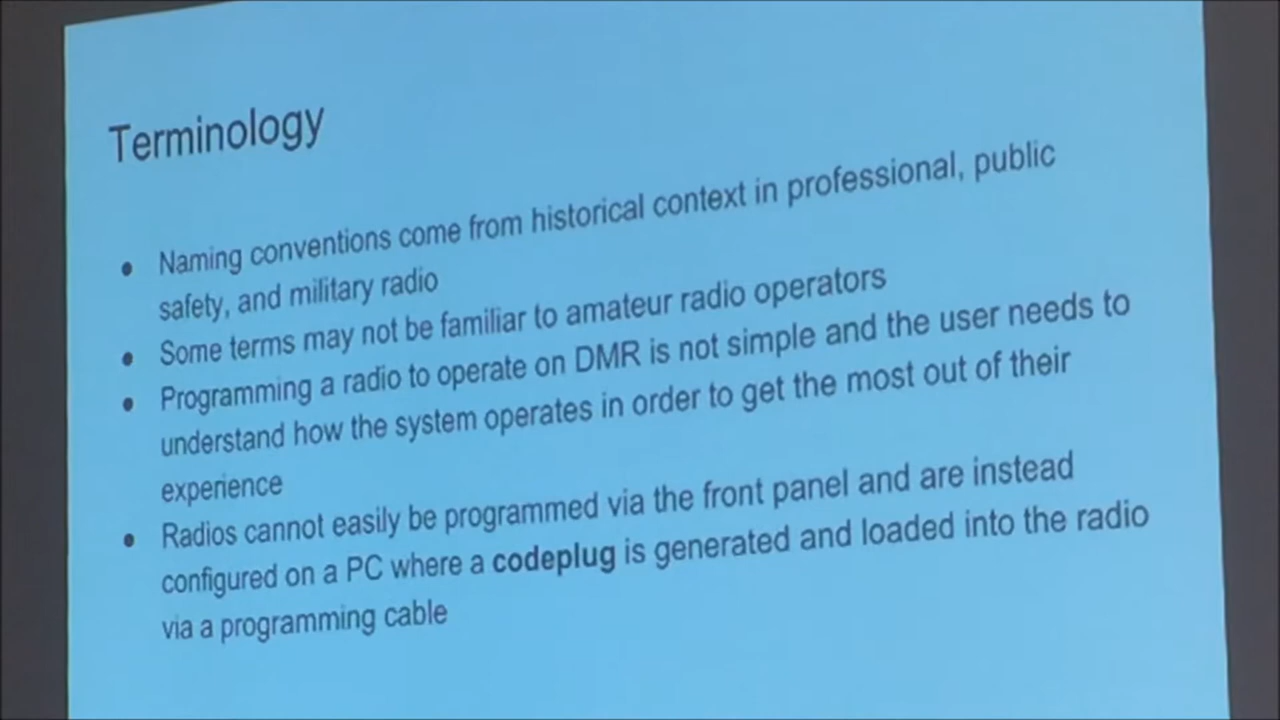 Terminology
● Naming conventions come from historical context in professional, public
safety, and military radio
● Some terms may not be familiar to amateur radio operators
● Programming a radio to operate on DMR is not simple and the user needs to
understand how the system operates in order to get the most out of their
experience
● Radios cannot easily be programmed via the front panel and are instead
configured on a PC where a codeplug is generated and loaded into the radio
via a programming cable